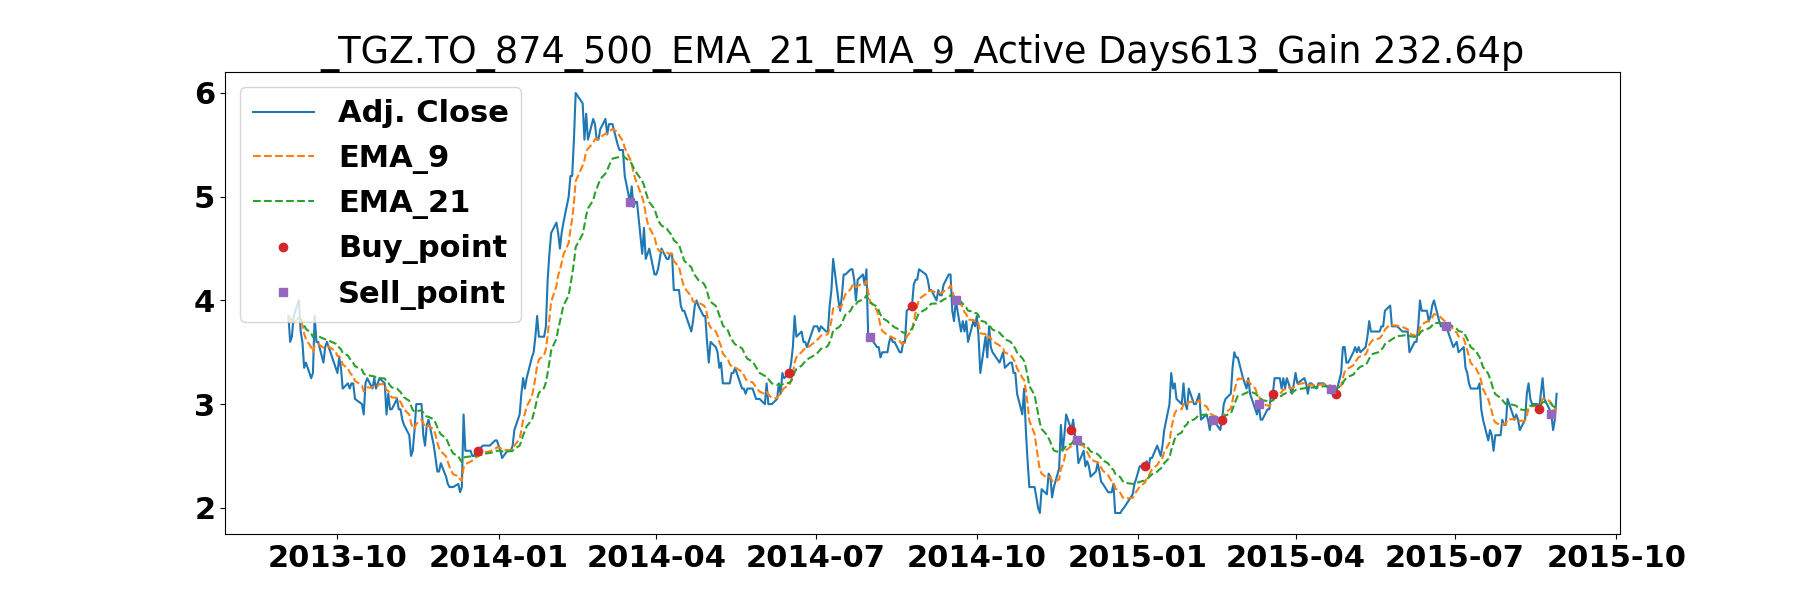 _TGZ.TO_874_500_EMA_21_EMA_9_Active Days613_Gain 232.64p
6
5
4
3
2
Adj. Close
EMA_9
EMA_21
Buy_point
Sell_point
2013-10 2014-01 2014-04 2014-07 2014-10 2015-01 2015-04 2015-07 2015-10